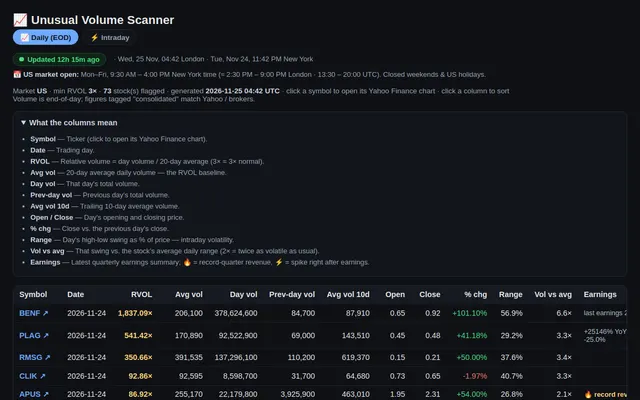 📈 Unusual Volume Scanner
📈 Daily (EOD) ⚡ Intraday
Updated 12h 15m ago · Wed, 25 Nov, 04:42 London · Tue, Nov 24, 11:42 PM New York
📅 US market open: Mon–Fri, 9:30 AM – 4:00 PM New York time (≈ 2:30 PM – 9:00 PM London · 13:30 – 20:00 UTC). Closed weekends & US holidays.
Market US · min RVOL 3× · 73 stock(s) flagged · generated 2026-11-25 04:42 UTC · click a symbol to open its Yahoo Finance chart · click a column to sort
Volume is end-of-day; figures tagged "consolidated" match Yahoo / brokers.
▼ What the columns mean
• Symbol — Ticker (click to open its Yahoo Finance chart).
• Date — Trading day.
• RVOL — Relative volume = day volume / 20-day average (3× = 3× normal).
• Avg vol — 20-day average daily volume — the RVOL baseline.
• Day vol — That day's total volume.
• Prev-day vol — Previous day's total volume.
• Avg vol 10d — Trailing 10-day average volume.
• Open / Close — Day's opening and closing price.
• % chg — Close vs. the previous day's close.
• Range — Day's high-low swing as % of price — intraday volatility.
• Vol vs avg — That swing vs. the stock's average daily range (2× = twice as volatile as usual).
• Earnings — Latest quarterly earnings summary; 🔥 = record-quarter revenue, ⚡ = spike right after earnings.
Symbol Date RVOL Avg vol Day vol Prev-day vol Avg vol 10d Open Close % chg Range Vol vs avg Earnings
BENF ↗ 2026-11-24 1,837.09× 206,100 378,624,600 84,700 87,910 0.65 0.92 +101.10% 56.9% 6.6× last earnings
PLAG ↗ 2026-11-24 541.42× 170,890 92,522,900 69,000 143,510 0.45 0.48 +41.18% 29.2% 3.3× +25146% YoY
-25.0%
RMSG ↗ 2026-11-24 350.66× 391,535 137,296,100 110,200 619,370 0.15 0.21 +50.00% 37.6% 3.4×
CLIK ↗ 2026-11-24 92.86× 92,595 8,598,700 31,700 64,680 0.73 0.65 -1.97% 40.7% 3.3×
APUS ↗ 2026-11-24 86.92× 255,170 22,179,800 3,925,900 463,010 1.95 2.31 +54.00% 26.8% 2.1× 🔥 record rev